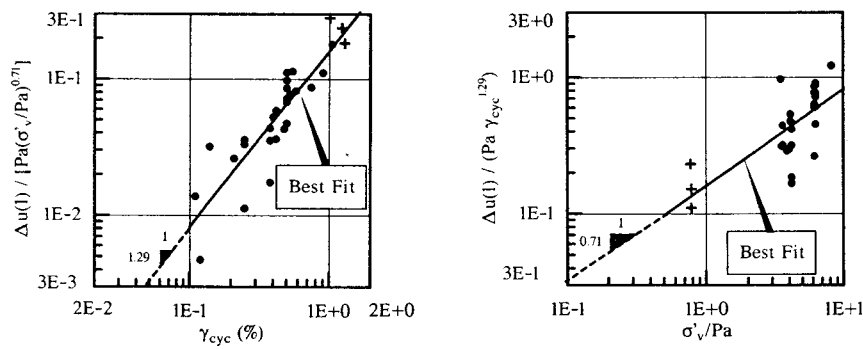 Δu(1) / [Pa(σ'v/Pa)^0.71]
3E-1
1E-1
1E-2
3E-3
1.29
1
Best Fit
2E-2
1E-1
1E+0
2E+0
γcyc (%)
Δu(1) / (Pa γcyc^1.29)
1E+0
1E-1
3E-1
0.71
1
Best Fit
1E-1
1E+0
1E+1
σ'v/Pa